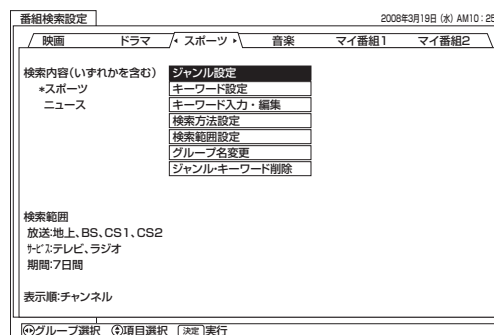 番組検索設定 2008年3月19日 (水) AM10:25
映画 ドラマ スポーツ 音楽 マイ番組1 マイ番組2
検索内容(いずれかを含む)
*スポーツ
ニュース
ジャンル設定
キーワード設定
キーワード入力・編集
検索方法設定
検索範囲設定
グループ名変更
ジャンル・キーワード削除
検索範囲
放送:地上、BS、CS1、CS2
サービス:テレビ、ラジオ
期間:7日間
表示順:チャンネル
グループ選択 項目選択 決定 実行